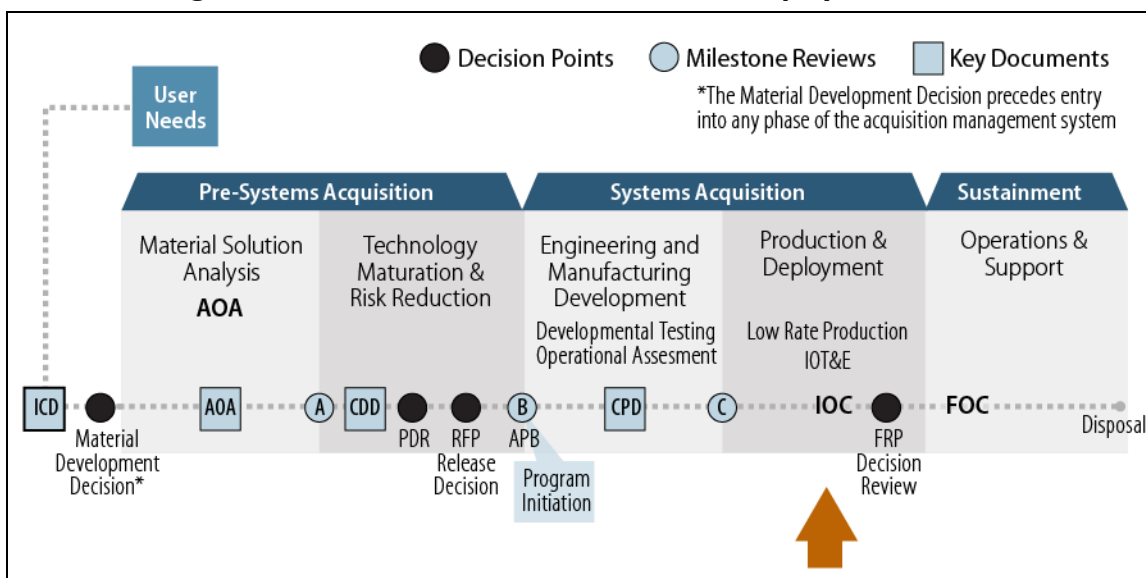 Decision Points
Milestone Reviews
Key Documents
*The Material Development Decision precedes entry
into any phase of the acquisition management system
User
Needs
Pre-Systems Acquisition
Systems Acquisition
Sustainment
Material Solution
Analysis
AOA
Technology
Maturation &
Risk Reduction
Engineering and
Manufacturing
Development
Developmental Testing
Operational Assesment
Production &
Deployment
Low Rate Production
IOT&E
Operations &
Support
ICD
AOA
A
CDD
B
CPD
C
IOC
FOC
Material
Development
Decision*
PDR
RFP
Release
Decision
APB
Program
Initiation
FRP
Decision
Review
Disposal